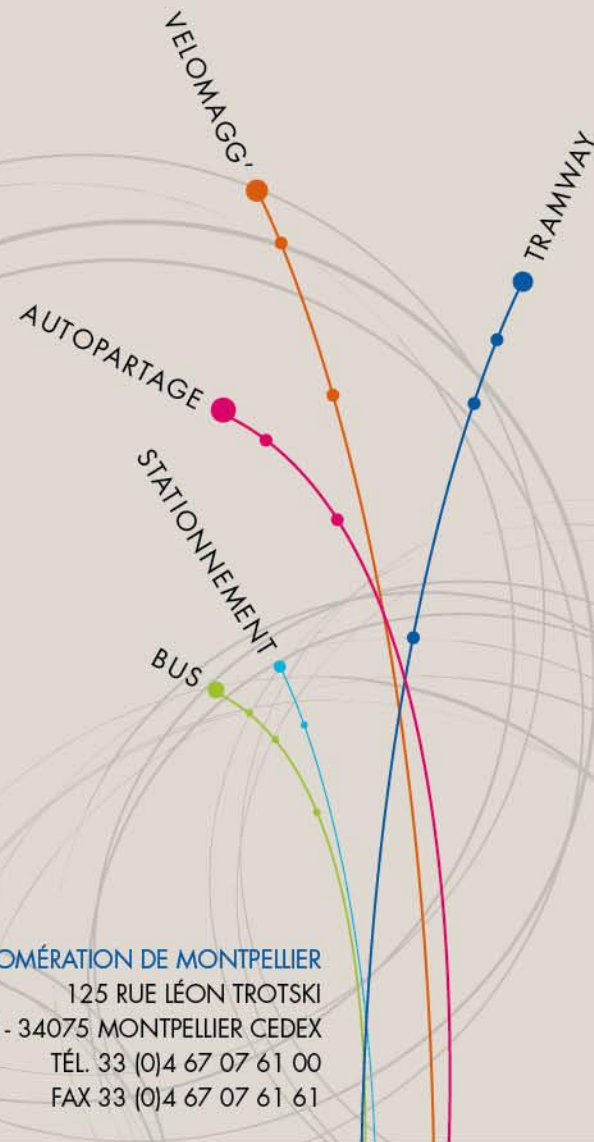 VELOMAGG'
TRAMWAY
AUTOPARTAGE
STATIONNEMENT
BUS
OMÉRATION DE MONTPELLIER
125 RUE LÉON TROTSKI
- 34075 MONTPELLIER CEDEX
TÉL. 33 (0)4 67 07 61 00
FAX 33 (0)4 67 07 61 61